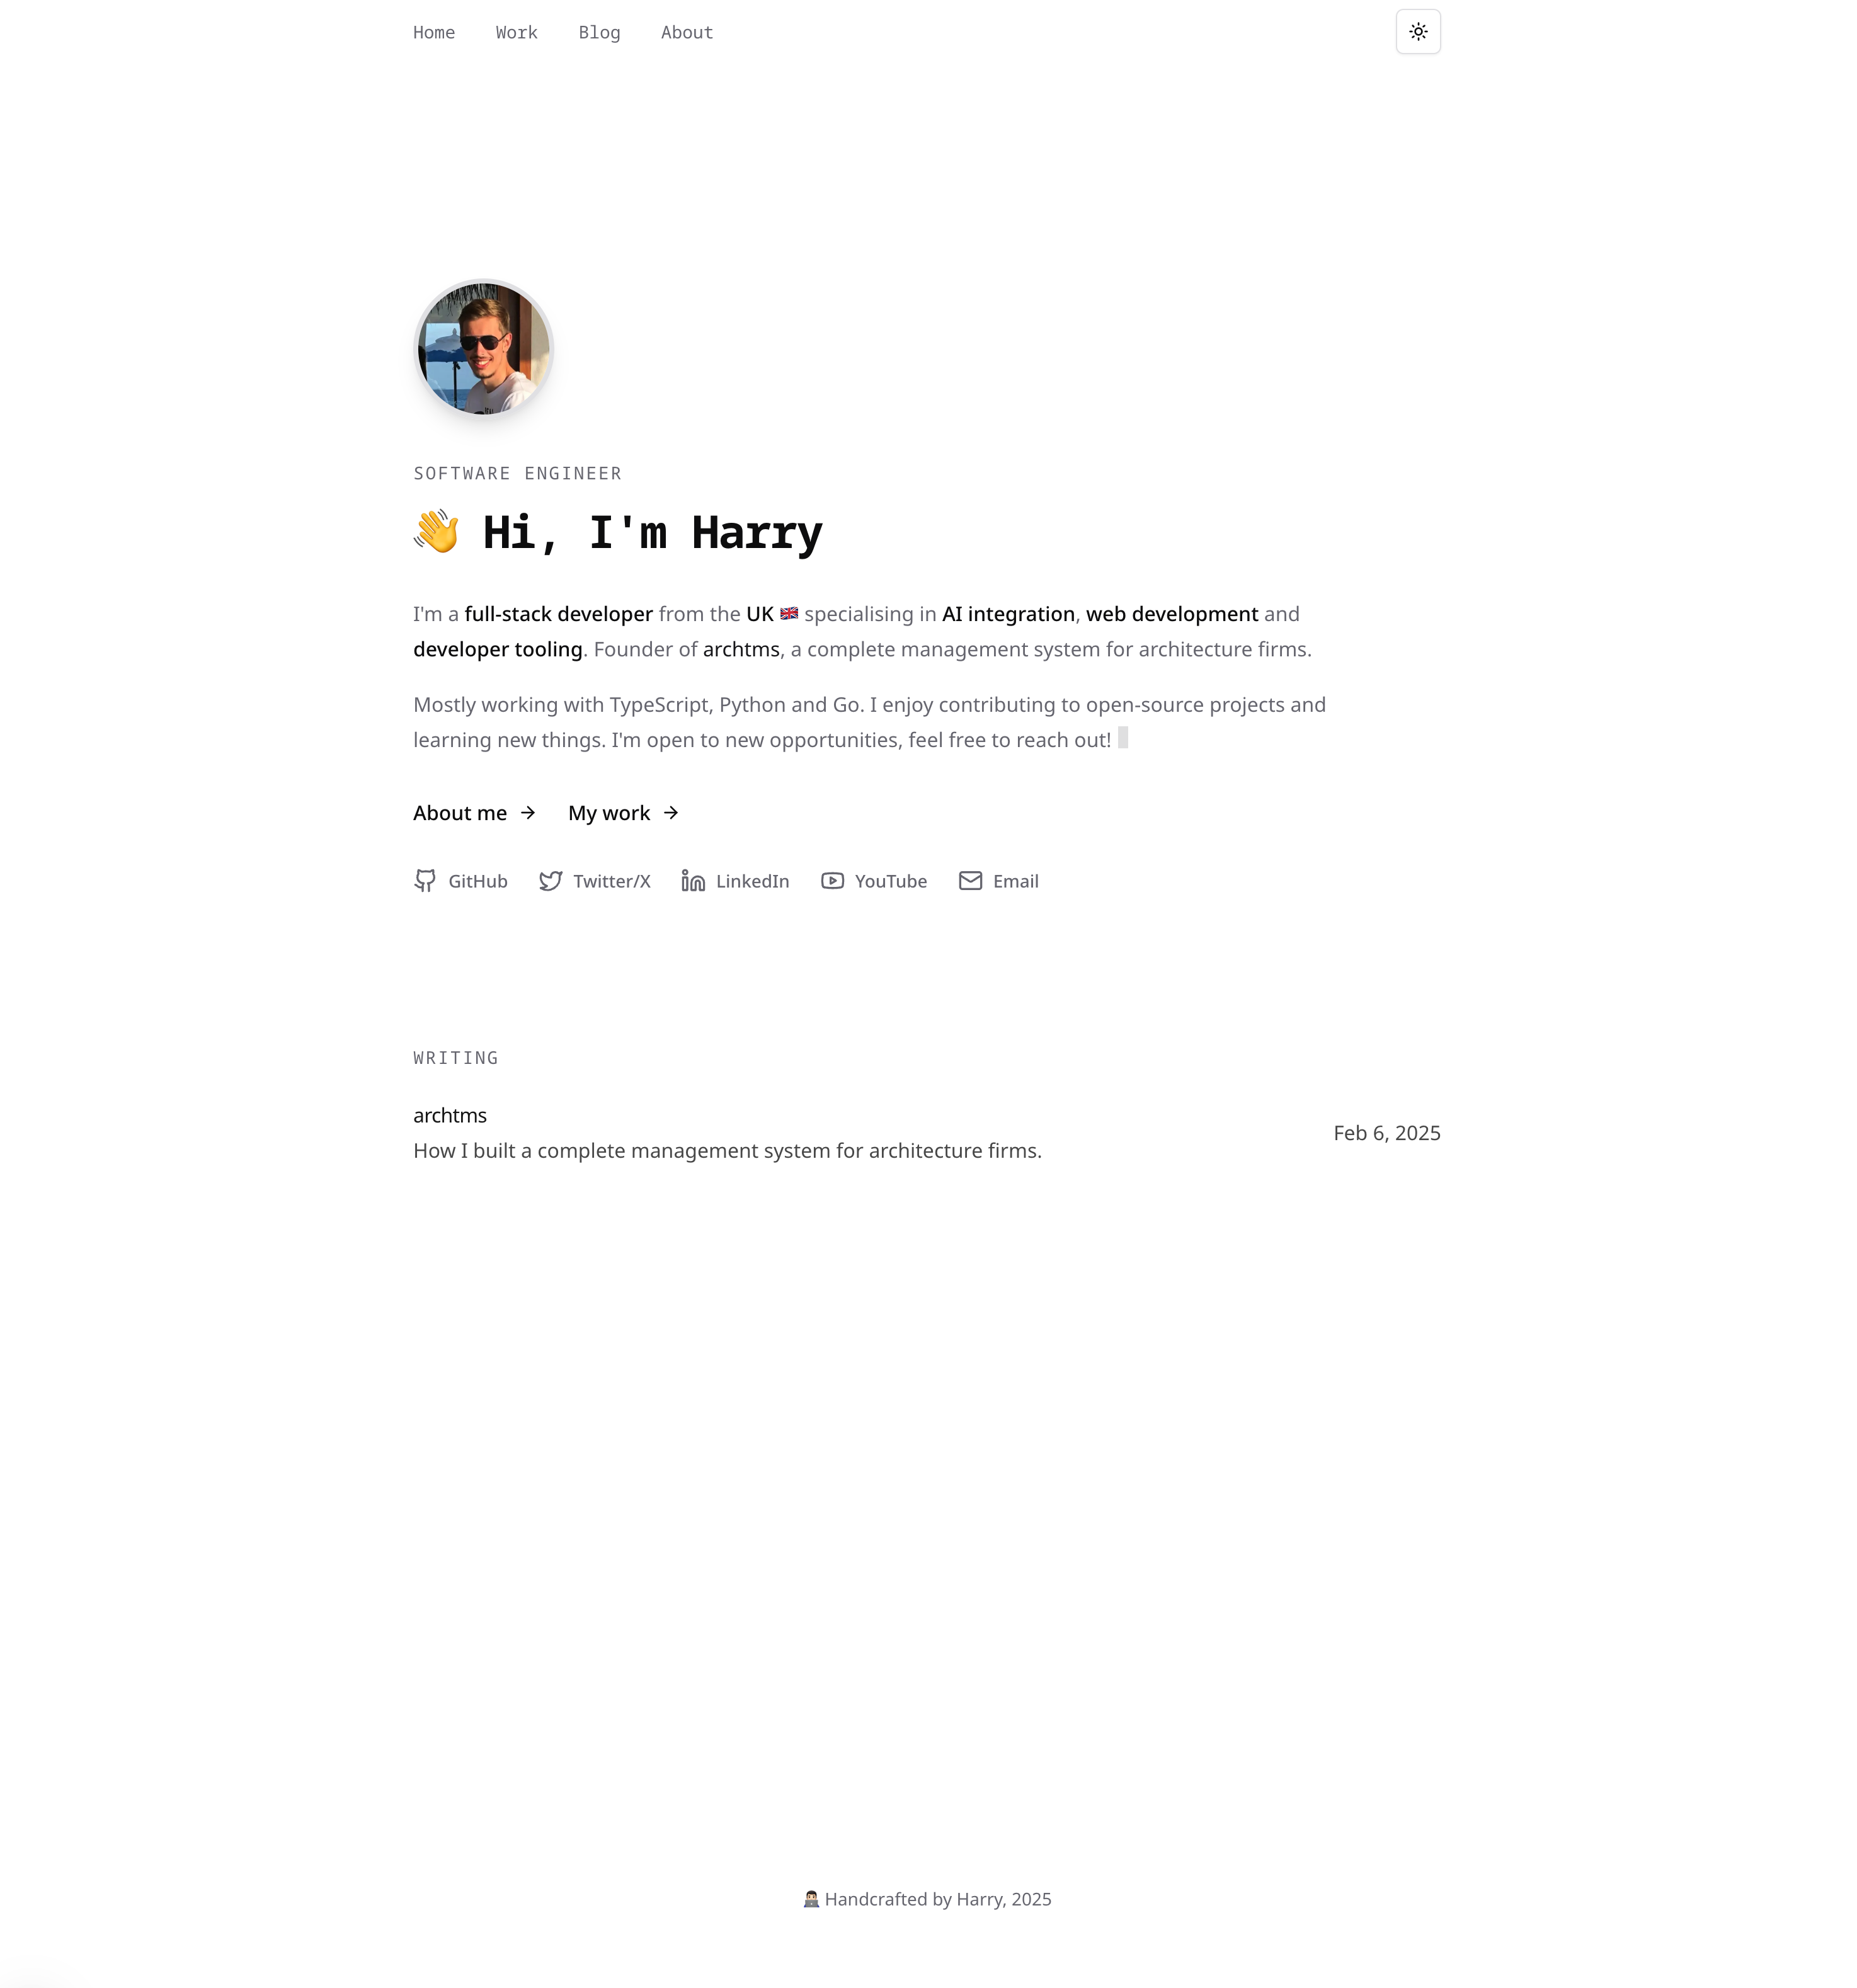 Home Work Blog About
SOFTWARE ENGINEER
👋 Hi, I'm Harry
I'm a full-stack developer from the UK 🇬🇧 specialising in AI integration, web development and
developer tooling. Founder of archtms, a complete management system for architecture firms.
Mostly working with TypeScript, Python and Go. I enjoy contributing to open-source projects and
learning new things. I'm open to new opportunities, feel free to reach out!
About me → My work →
GitHub Twitter/X LinkedIn YouTube Email
WRITING
archtms
How I built a complete management system for architecture firms.
Feb 6, 2025
👨🏻‍💻 Handcrafted by Harry, 2025